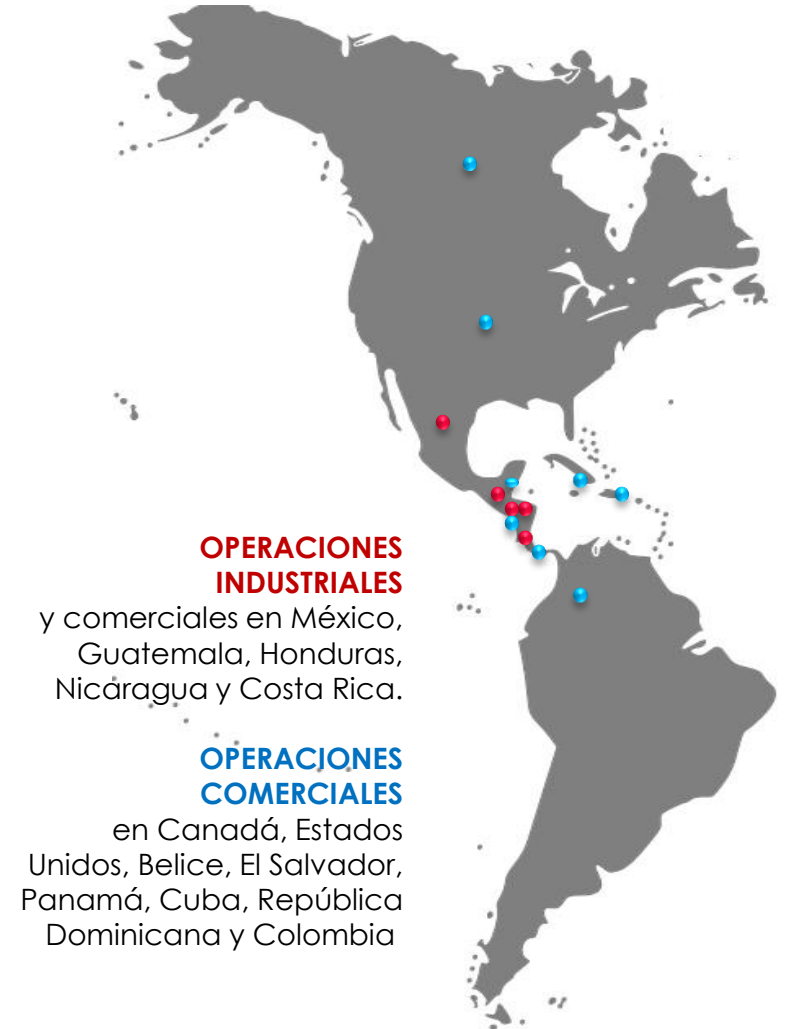 OPERACIONES
INDUSTRIALES
y comerciales en México,
Guatemala, Honduras,
Nicaragua y Costa Rica.
OPERACIONES
COMERCIALES
en Canadá, Estados
Unidos, Belice, El Salvador,
Panamá, Cuba, República
Dominicana y Colombia